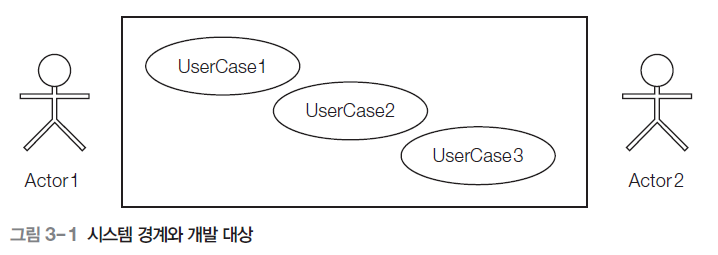 UserCase1
UserCase2
UserCase3
Actor1
Actor2
그림 3-1 시스템 경계와 개발 대상